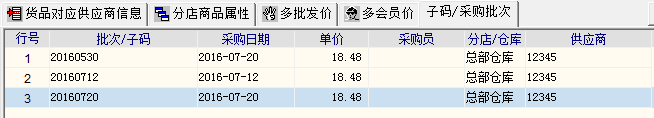 货品对应供应商信息 分店商品属性 多批发价 多会员价 子码/采购批次
行号 批次/子码 采购日期 单价 采购员 分店/仓库 供应商
1 20160530 2016-07-20 18.48 总部仓库 12345
2 20160712 2016-07-12 18.48 总部仓库 12345
3 20160720 2016-07-20 18.48 总部仓库 12345